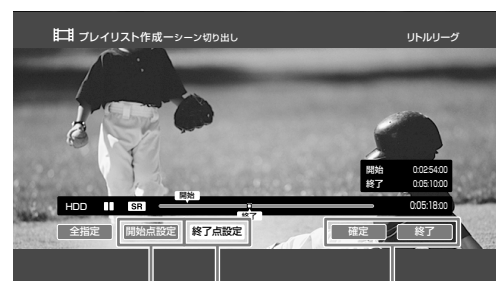 プレイリスト作成ーシーン切り出し リトルリーグ
開始 0:02:54:00
終了 0:05:10:00
開始
HDD SR 0:05:18:00
終了
全指定 開始点設定 終了点設定 確定 終了